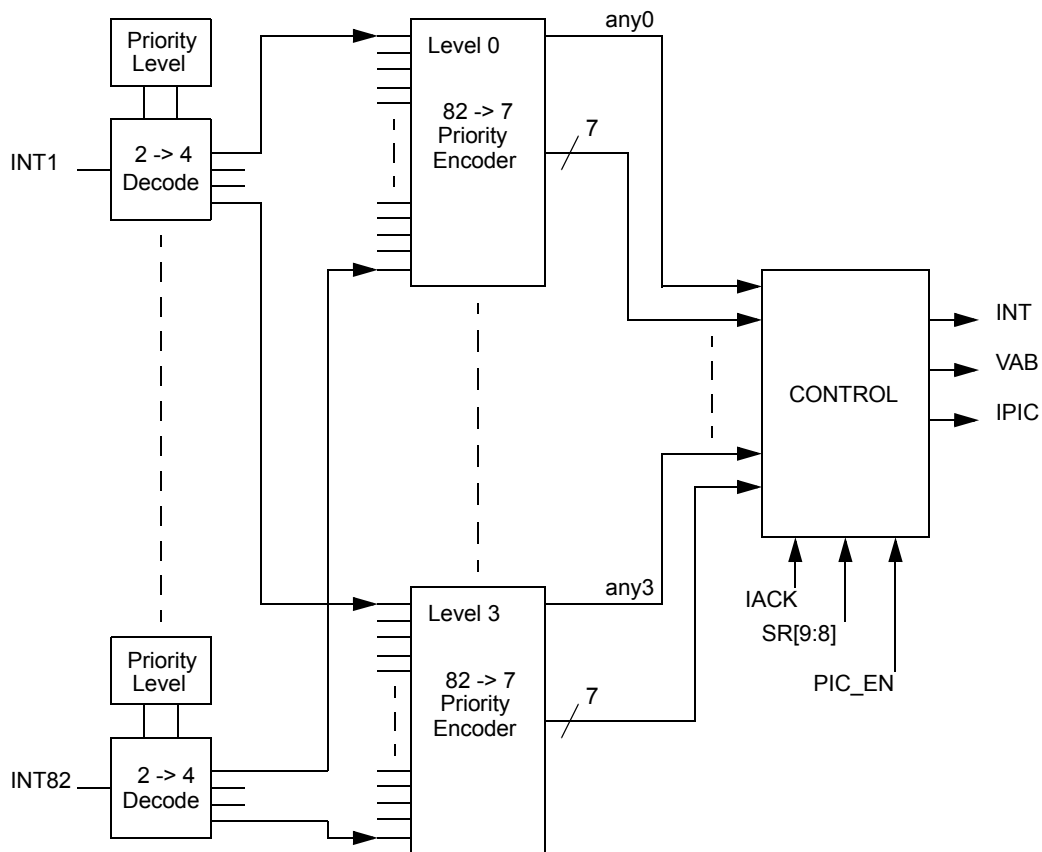 Priority
Level
INT1
2 -> 4
Decode
Level 0
82 -> 7
Priority
Encoder
any0
7
CONTROL
INT
VAB
IPIC
IACK
SR[9:8]
PIC_EN
Priority
Level
INT82
2 -> 4
Decode
Level 3
82 -> 7
Priority
Encoder
any3
7